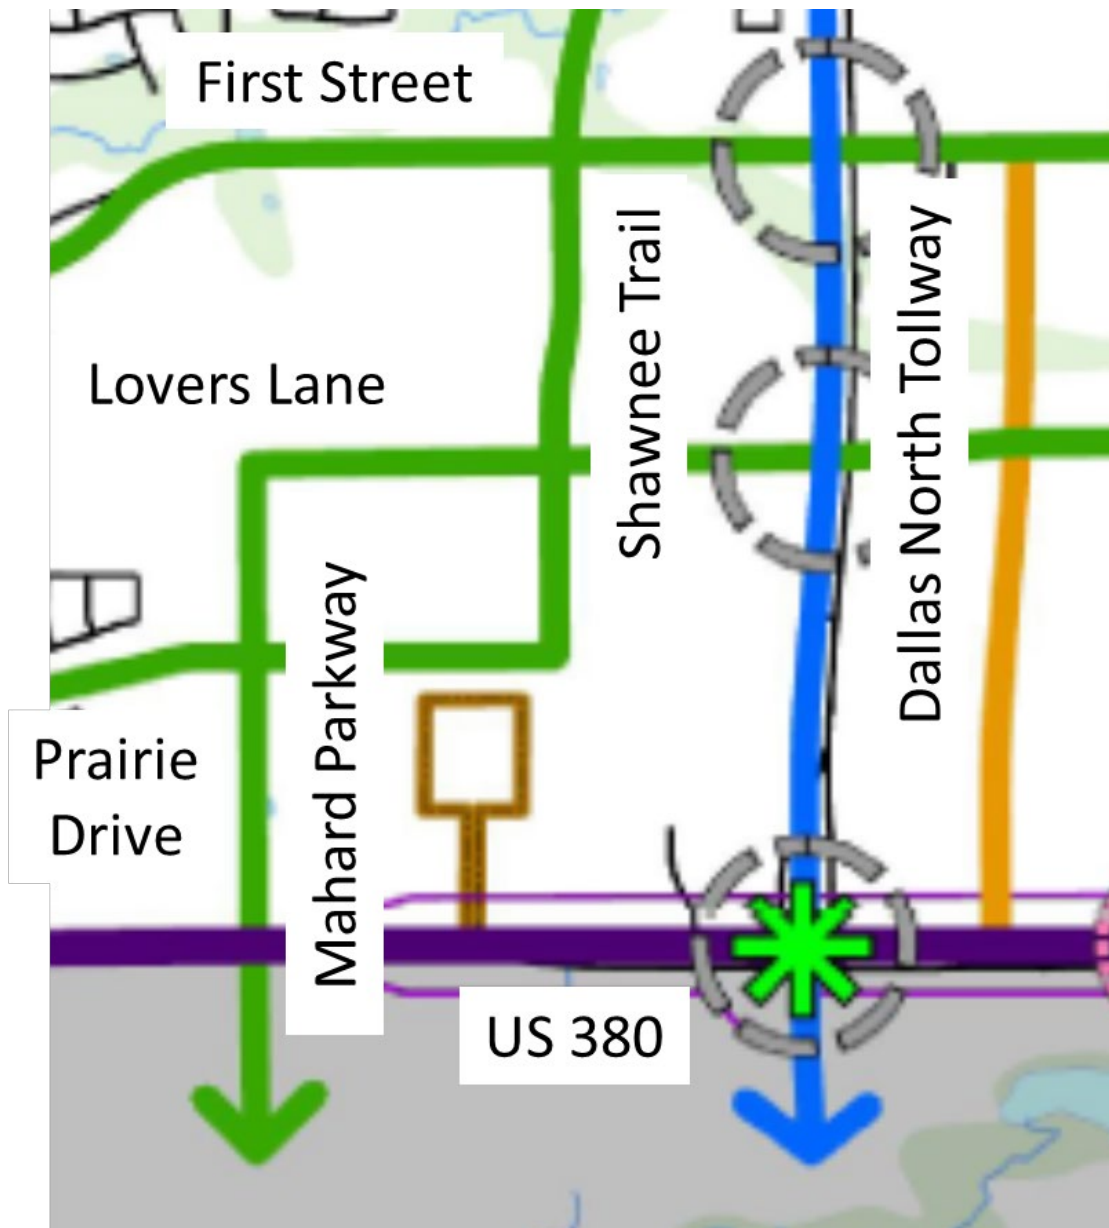 First Street
Shawnee Trail
Dallas North Tollway
Lovers Lane
Mahard Parkway
Prairie
Drive
US 380